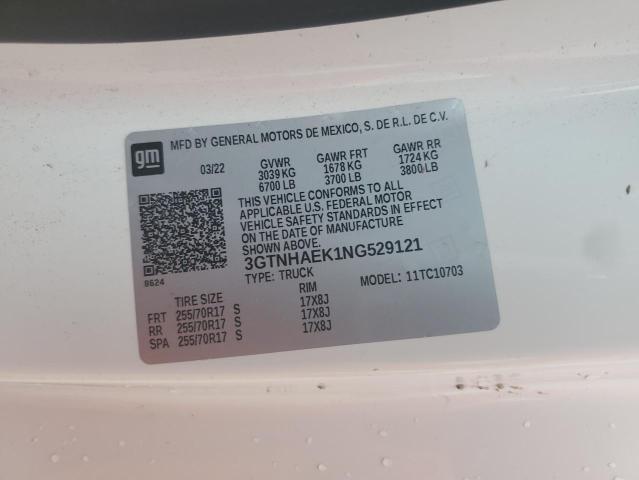 MFD BY GENERAL MOTORS DE MEXICO, S. DE R.L. DE C.V.
gm
03/22 GVWR GAWR FRT GAWR RR
3039 KG 1678 KG 1724 KG
6700 LB 3700 LB 3800 LB
THIS VEHICLE CONFORMS TO ALL
APPLICABLE U.S. FEDERAL MOTOR
VEHICLE SAFETY STANDARDS IN EFFECT
ON THE DATE OF MANUFACTURE
SHOWN ABOVE.
3GTNHAEK1NG529121
8624 TYPE: TRUCK MODEL: 11TC10703
TIRE SIZE RIM
FRT 255/70R17 S 17X8J
RR 255/70R17 S 17X8J
SPA 255/70R17 S 17X8J